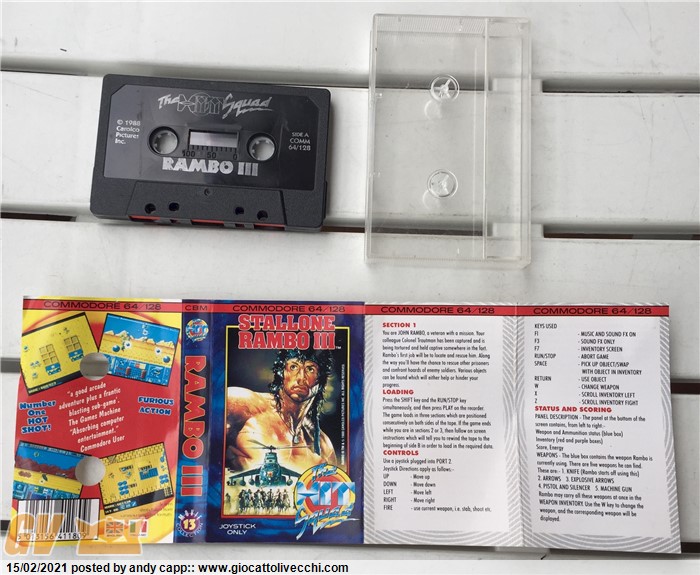 The HIT Squad
© 1988
Carolco
Pictures
Inc.
SIDE A
COMM
64/128
100 50
RAMBO III
COMMODORE 64/128
"a good arcade
adventure plus a frantic
blasting sub-game".
The Games Machine
"Absorbing computer
entertainment."
Commodore User
Number
One
HOT
SHOT!
FURIOUS
ACTION
CBM
RAMBO III
13
COMMODORE 64/128
STALLONE
RAMBO III
The HIT Squad
JOYSTICK
ONLY
COMMODORE 64/128
SECTION 1
You are JOHN RAMBO, a veteran with a mission. Your
colleague Colonel Trautman has been captured and is
being tortured and held captive somewhere in the fort.
Rambo's first job will be to locate and rescue him. Along
the way you'll have the chance to rescue other prisoners
and confront hoards of enemy soldiers. Various objects
can be found which will either help or hinder your
progress.
LOADING
Press the SHIFT key and the RUN/STOP key
simultaneously, and then press PLAY on the recorder.
The game loads in three sections which are positioned
consecutively on both sides of the tape. If the game ends
while you are in sections 2 or 3, then follow on screen
instructions which will tell you to rewind the tape to the
beginning of side B in order to load in the required data.
CONTROLS
Use a joystick plugged into PORT 2
Joystick Directions apply as follows:-
UP - Move up
DOWN - Move down
LEFT - Move left
RIGHT - Move right
FIRE - use current weapon, i.e. stab, shoot etc.
COMMODORE 64/128
KEYS USED
F1 - MUSIC AND SOUND FX ON
F3 - SOUND FX ONLY
F7 - INVENTORY SCREEN
RUN/STOP - ABORT GAME
SPACE - PICK UP OBJECT/SWAP
WITH OBJECT IN INVENTORY
RETURN - USE OBJECT
W - CHANGE WEAPON
Z - SCROLL INVENTORY LEFT
X - SCROLL INVENTORY FIGHT
STATUS AND SCORING
PANEL DESCRIPTION - The panel at the bottom of the
screen contains, from left to right:-
Weapon and Ammunition status (blue box)
Inventory (red and purple boxes)
Score, Energy
WEAPONS - The blue box contains the weapon Rambo is
currently using. There are five weapons he can find.
These are:- 1. KNIFE (Rambo starts off using this)
2. ARROWS 3. EXPLOSIVE ARROWS
4. PISTOL AND SILENCER 5. MACHINE GUN
Rambo may carry all these weapons at once in the
WEAPON INVENTORY. Use the W key to change the
weapon, and the corresponding weapon will be
displayed.
15/02/2021 posted by andy capp:: www.giocattolivecchi.com